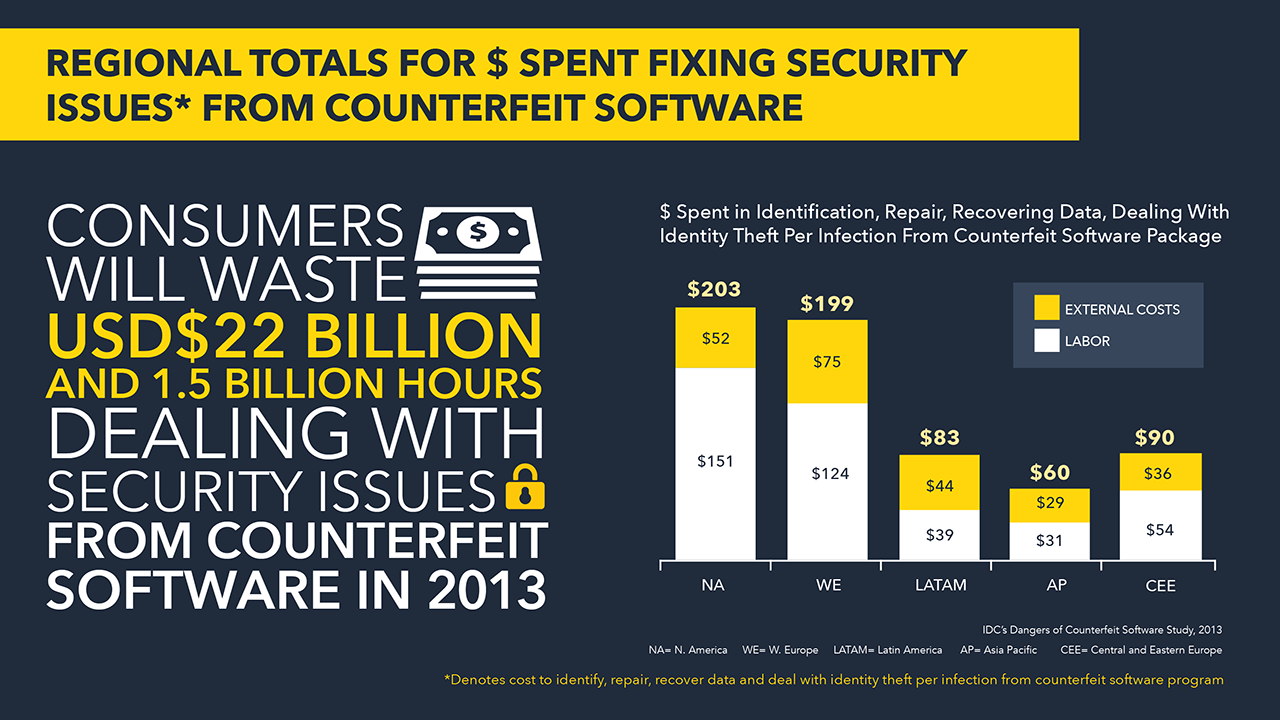 REGIONAL TOTALS FOR $ SPENT FIXING SECURITY
ISSUES* FROM COUNTERFEIT SOFTWARE
CONSUMERS
WILL WASTE
USD$22 BILLION
AND 1.5 BILLION HOURS
DEALING WITH
SECURITY ISSUES
FROM COUNTERFEIT
SOFTWARE IN 2013
$
$ Spent in Identification, Repair, Recovering Data, Dealing With
Identity Theft Per Infection From Counterfeit Software Package
EXTERNAL COSTS
LABOR
$203
$52
$151
$199
$75
$124
$83
$44
$39
$60
$29
$31
$90
$36
$54
NA WE LATAM AP CEE
IDC's Dangers of Counterfeit Software Study, 2013
NA= N. America WE= W. Europe LATAM= Latin America AP= Asia Pacific CEE= Central and Eastern Europe
*Denotes cost to identify, repair, recover data and deal with identity theft per infection from counterfeit software program